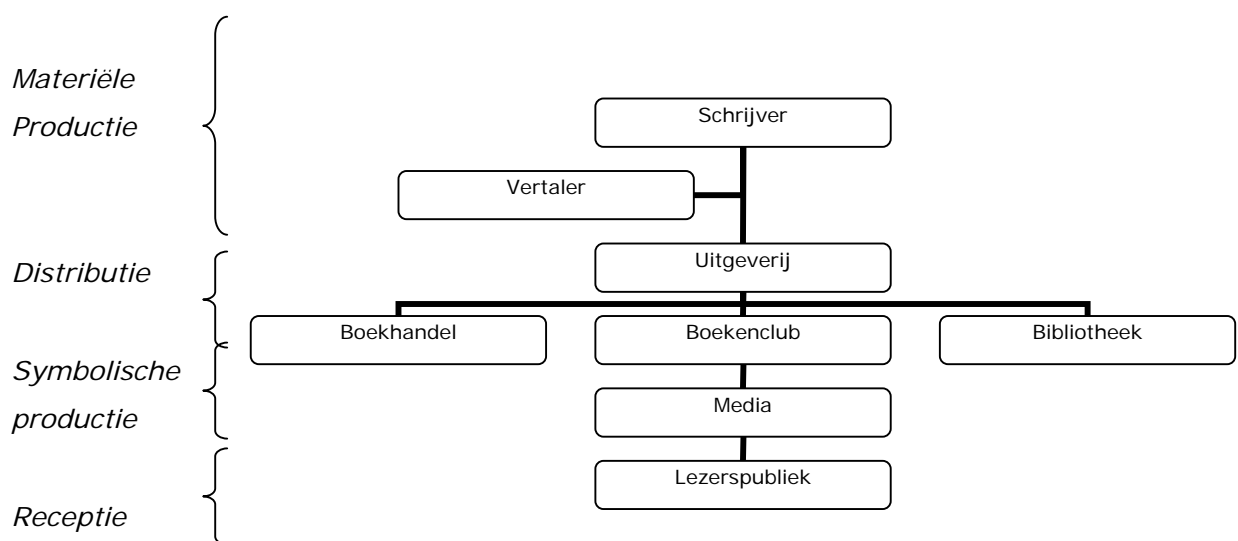 Materiële
Productie
Schrijver
Vertaler
Distributie
Uitgeverij
Boekhandel
Boekenclub
Bibliotheek
Symbolische
productie
Media
Lezerspubliek
Receptie